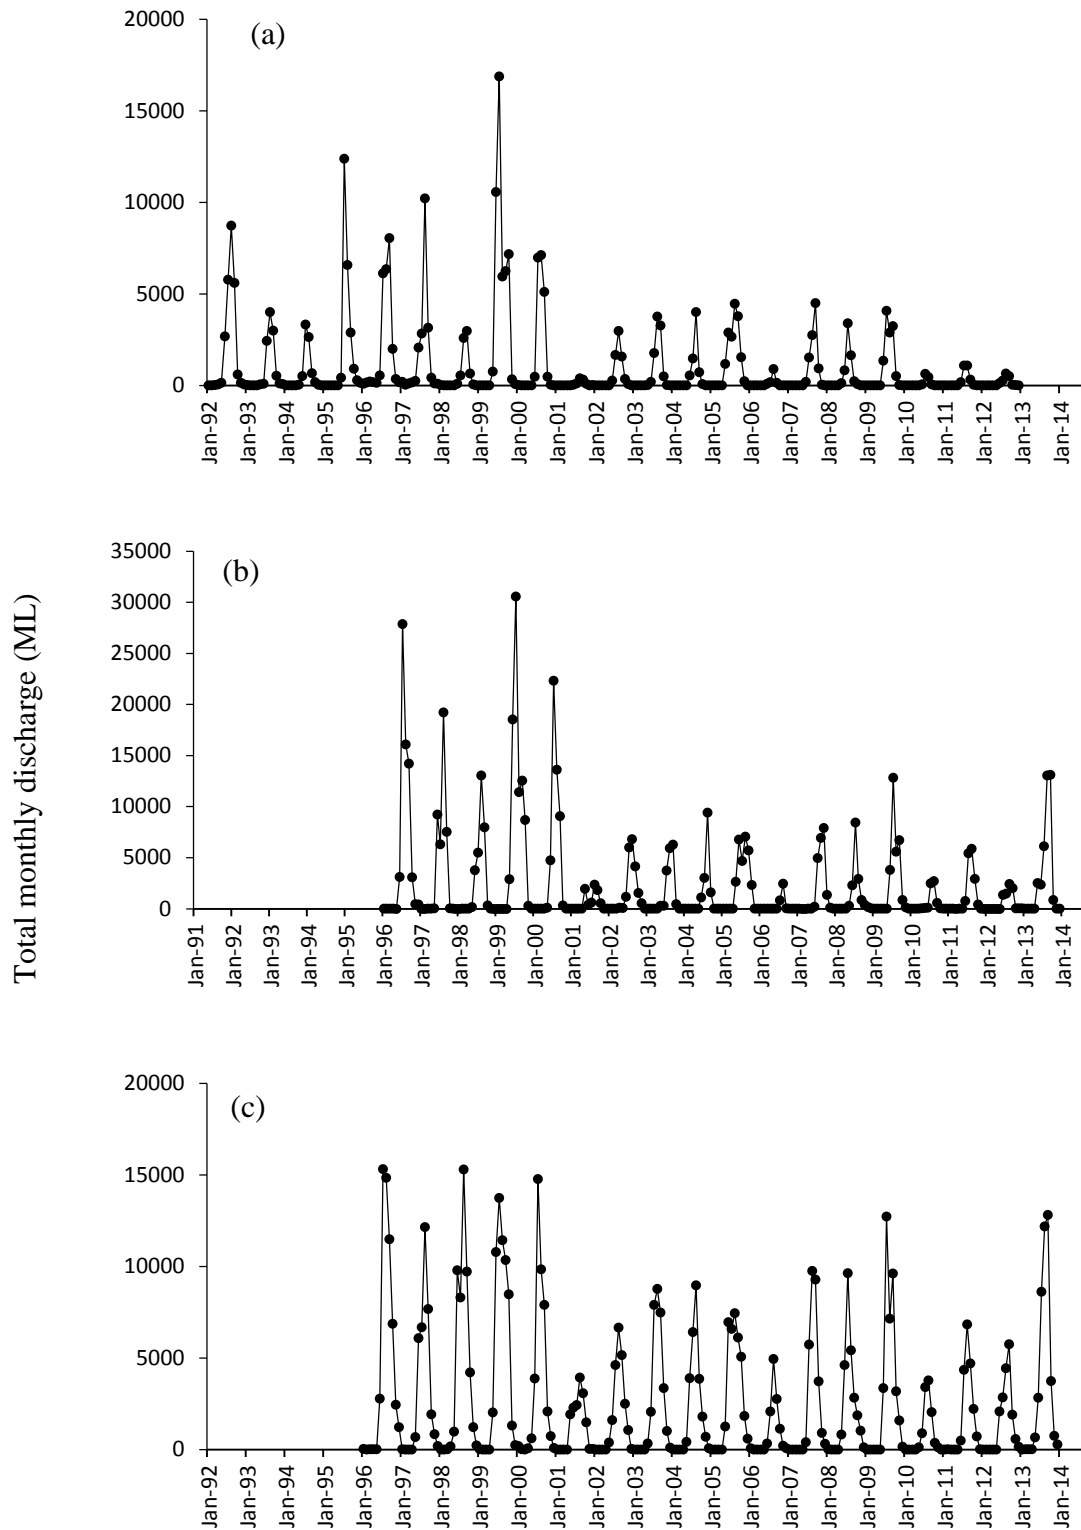 Total monthly discharge (ML)
(a)
20000
15000
10000
5000
0
Jan-92
Jan-93
Jan-94
Jan-95
Jan-96
Jan-97
Jan-98
Jan-99
Jan-00
Jan-01
Jan-02
Jan-03
Jan-04
Jan-05
Jan-06
Jan-07
Jan-08
Jan-09
Jan-10
Jan-11
Jan-12
Jan-13
Jan-14
(b)
35000
30000
25000
20000
15000
10000
5000
0
Jan-91
Jan-92
Jan-93
Jan-94
Jan-95
Jan-96
Jan-97
Jan-98
Jan-99
Jan-00
Jan-01
Jan-02
Jan-03
Jan-04
Jan-05
Jan-06
Jan-07
Jan-08
Jan-09
Jan-10
Jan-11
Jan-12
Jan-13
Jan-14
(c)
20000
15000
10000
5000
0
Jan-92
Jan-93
Jan-94
Jan-95
Jan-96
Jan-97
Jan-98
Jan-99
Jan-00
Jan-01
Jan-02
Jan-03
Jan-04
Jan-05
Jan-06
Jan-07
Jan-08
Jan-09
Jan-10
Jan-11
Jan-12
Jan-13
Jan-14